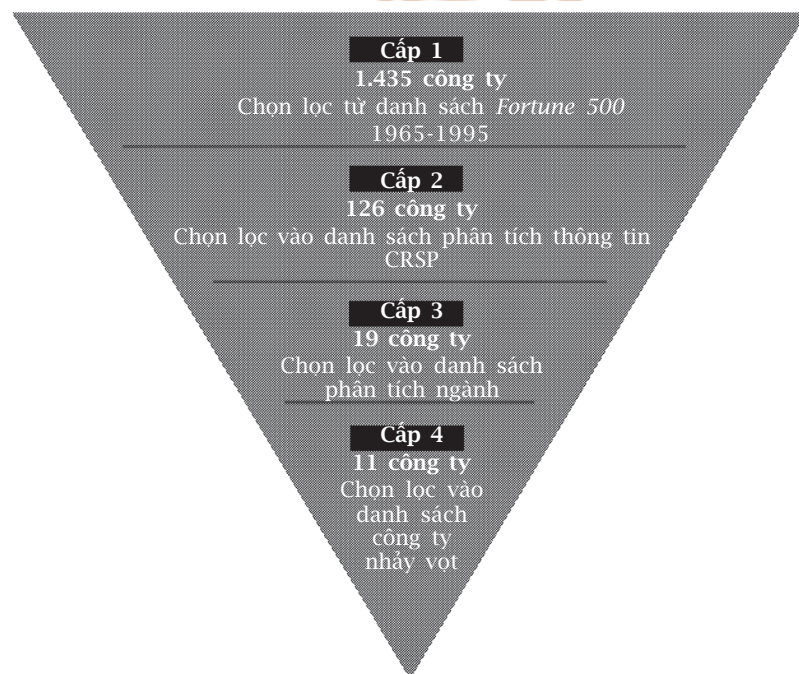 Cấp 1
1.435 công ty
Chọn lọc từ danh sách Fortune 500
1965-1995
Cấp 2
126 công ty
Chọn lọc vào danh sách phân tích thông tin
CRSP
Cấp 3
19 công ty
Chọn lọc vào danh sách
phân tích ngành
Cấp 4
11 công ty
Chọn lọc vào
danh sách
công ty
nhảy vọt